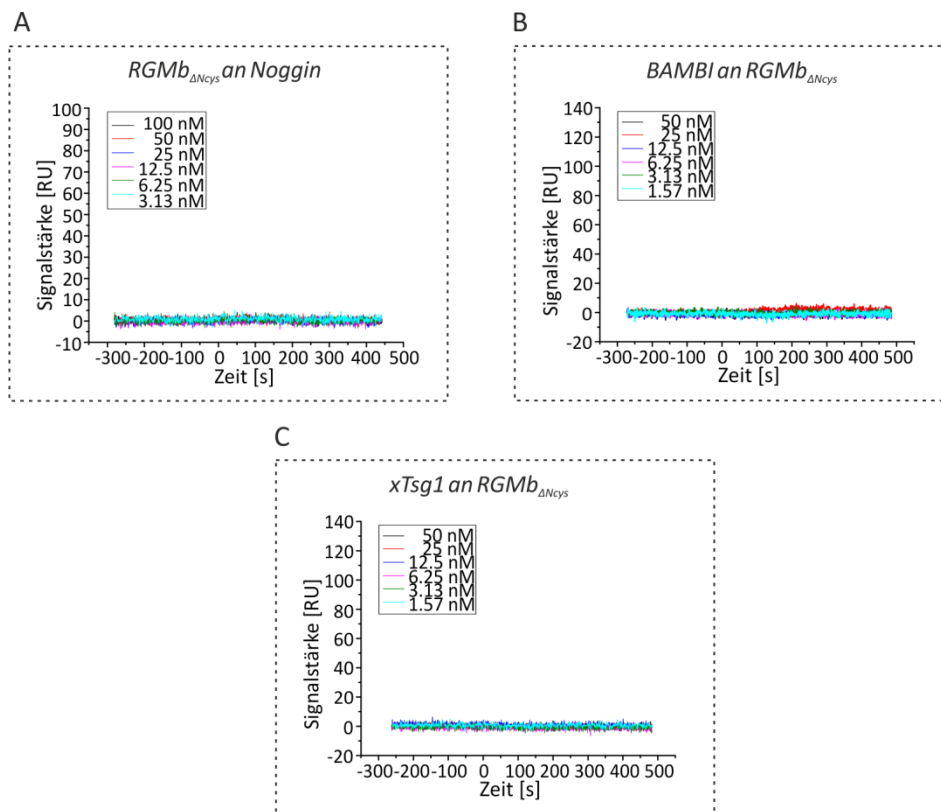 A
RGMb ΔNcys an Noggin
100 nM
50 nM
25 nM
12.5 nM
6.25 nM
3.13 nM
Signalstärke [RU]
100
90
80
70
60
50
40
30
20
10
0
-10
-300 -200 -100 0 100 200 300 400 500
Zeit [s]
B
BAMBI an RGMb ΔNcys
50 nM
25 nM
12.5 nM
6.25 nM
3.13 nM
1.57 nM
Signalstärke [RU]
140
120
100
80
60
40
20
0
-20
-300 -200 -100 0 100 200 300 400 500
Zeit [s]
C
xTsg1 an RGMb ΔNcys
50 nM
25 nM
12.5 nM
6.25 nM
3.13 nM
1.57 nM
Signalstärke [RU]
140
120
100
80
60
40
20
0
-20
-300 -200 -100 0 100 200 300 400 500
Zeit [s]